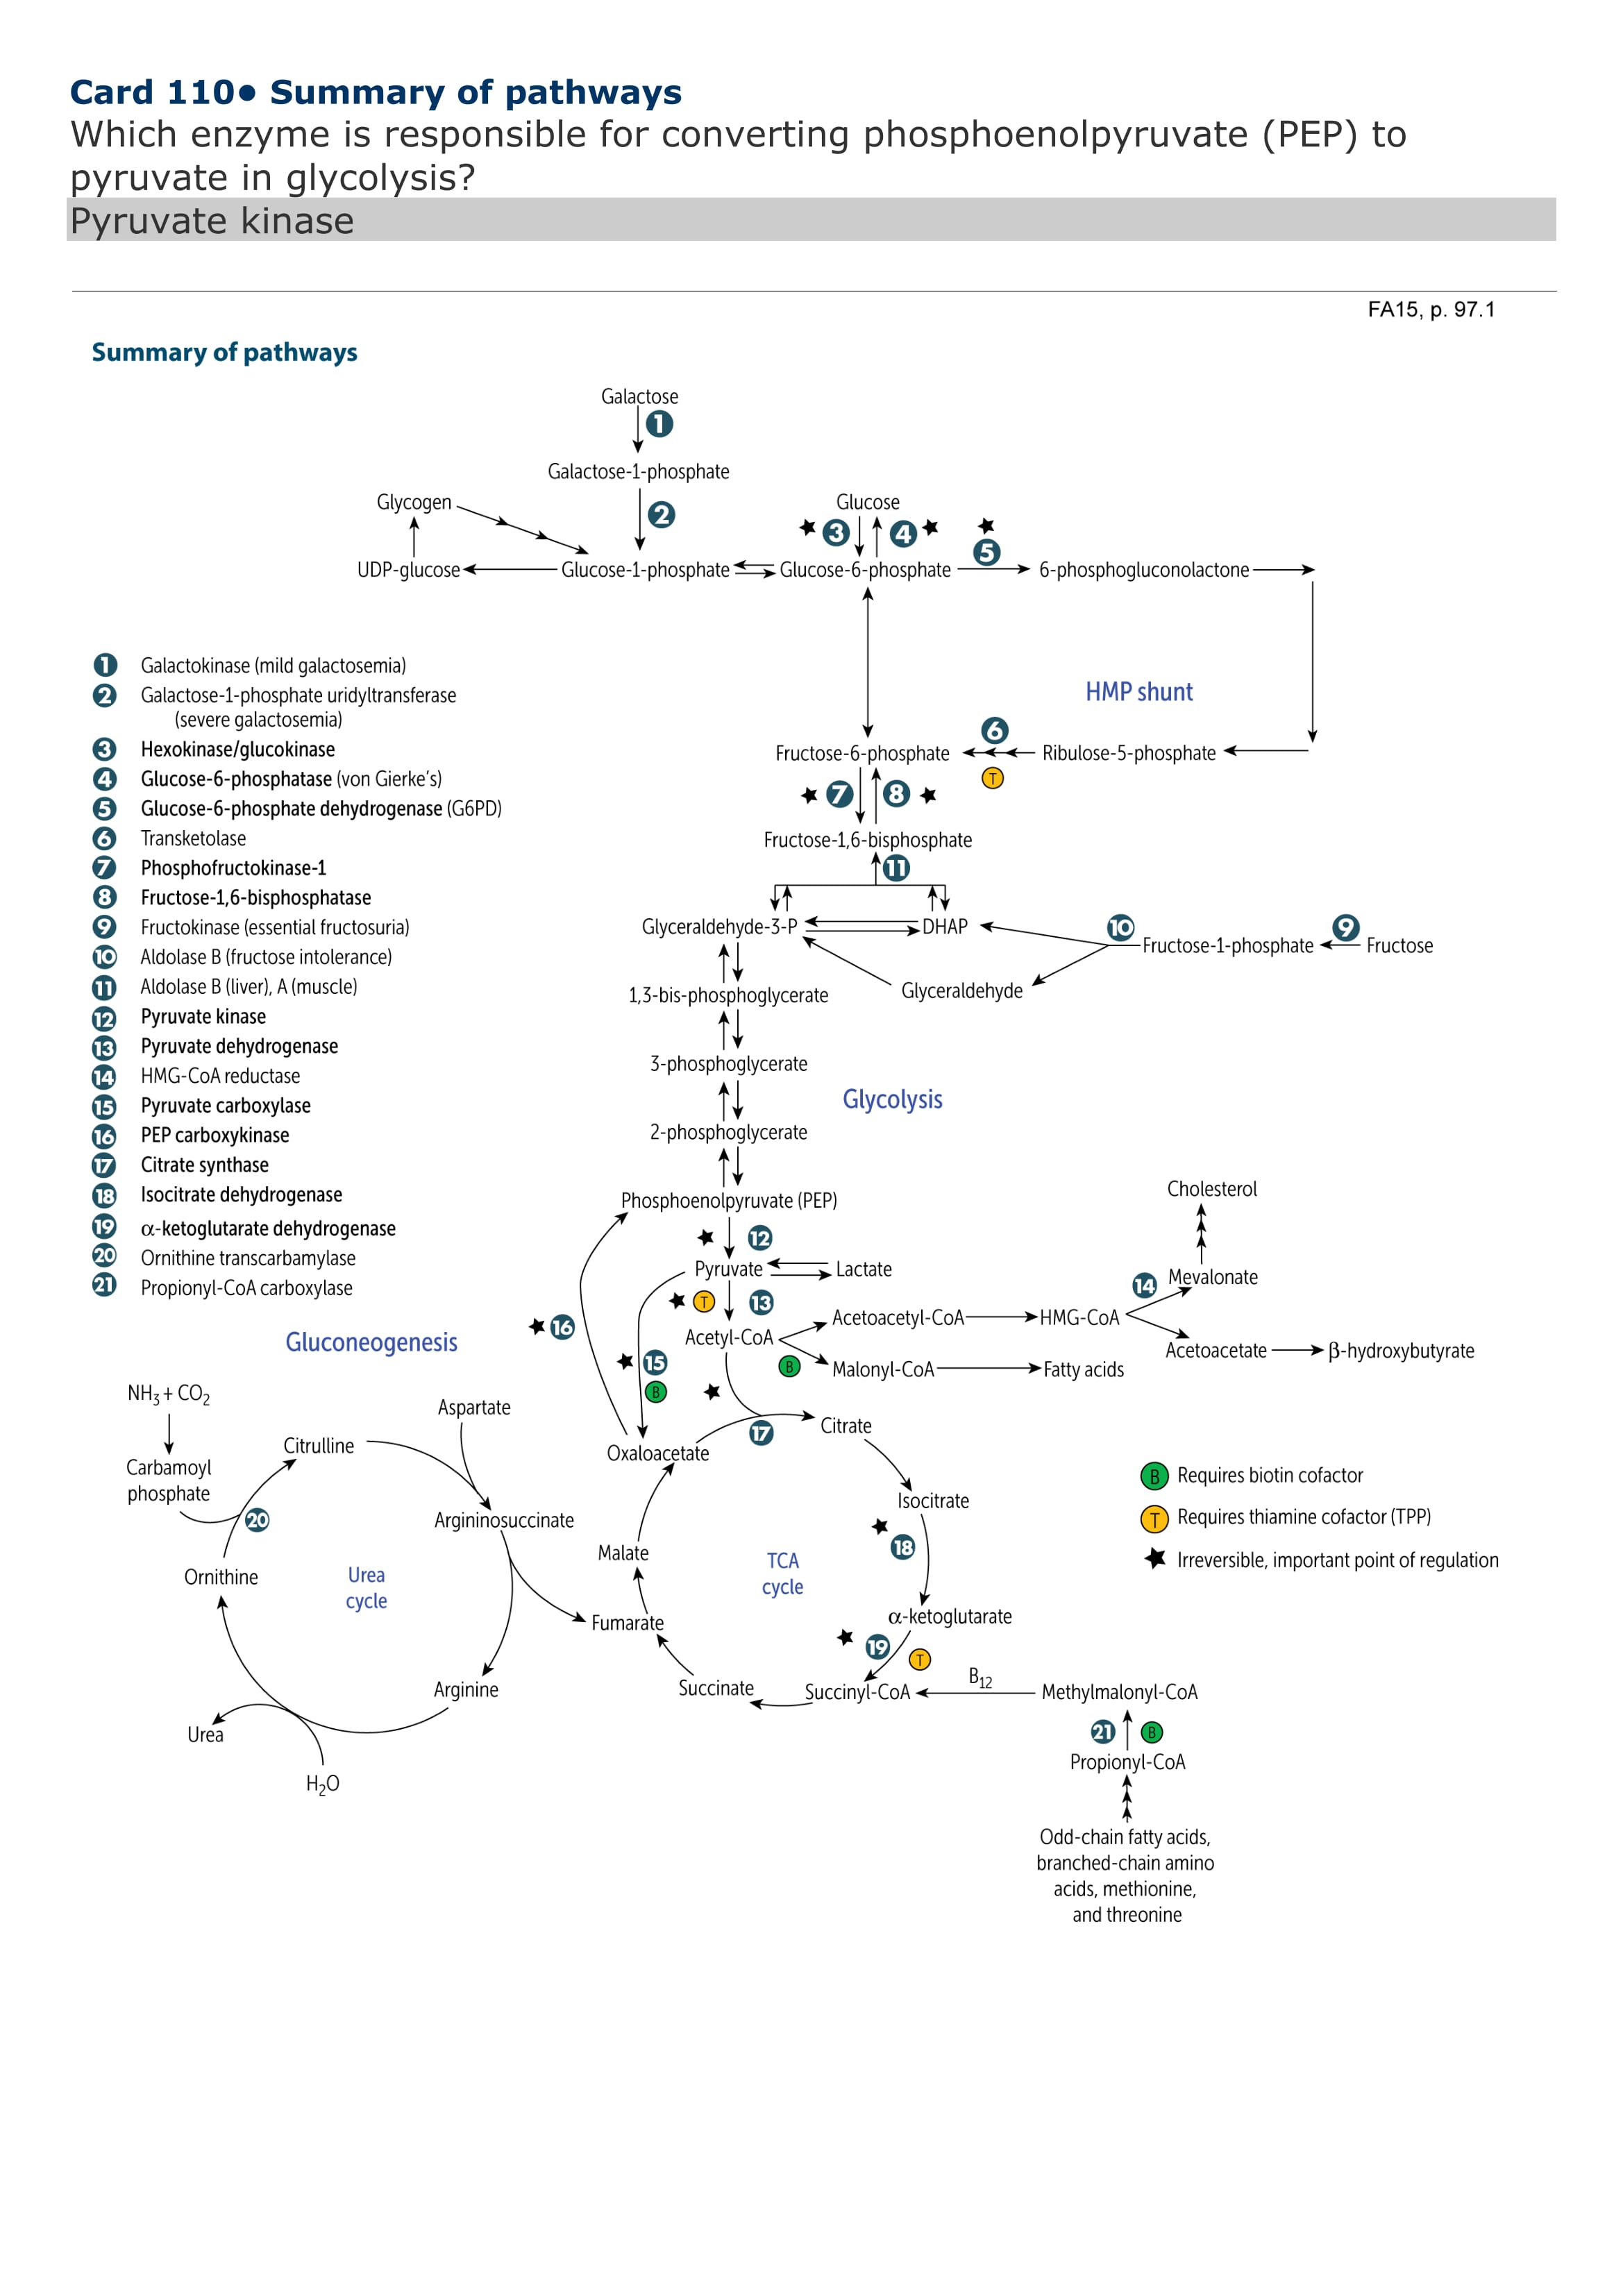 Card 110• Summary of pathways
Which enzyme is responsible for converting phosphoenolpyruvate (PEP) to
pyruvate in glycolysis?
Pyruvate kinase
FA15, p. 97.1
Summary of pathways
Galactose
1
Galactose-1-phosphate
Glycogen
2
Glucose
3
4
5
UDP-glucose
Glucose-1-phosphate
Glucose-6-phosphate
6-phosphogluconolactone
HMP shunt
Fructose-6-phosphate
6
T
Ribulose-5-phosphate
7
8
Fructose-1,6-bisphosphate
11
Glyceraldehyde-3-P
DHAP
10
Fructose-1-phosphate
9
Fructose
Glyceraldehyde
1,3-bis-phosphoglycerate
3-phosphoglycerate
Glycolysis
2-phosphoglycerate
Phosphoenolpyruvate (PEP)
12
Pyruvate
Lactate
T
13
Acetyl-CoA
Acetoacetyl-CoA
HMG-CoA
14
Mevalonate
Cholesterol
Acetoacetate
β-hydroxybutyrate
B
Malonyl-CoA
Fatty acids
1 Galactokinase (mild galactosemia)
2 Galactose-1-phosphate uridyltransferase
(severe galactosemia)
3 Hexokinase/glucokinase
4 Glucose-6-phosphatase (von Gierke's)
5 Glucose-6-phosphate dehydrogenase (G6PD)
6 Transketolase
7 Phosphofructokinase-1
8 Fructose-1,6-bisphosphatase
9 Fructokinase (essential fructosuria)
10 Aldolase B (fructose intolerance)
11 Aldolase B (liver), A (muscle)
12 Pyruvate kinase
13 Pyruvate dehydrogenase
14 HMG-CoA reductase
15 Pyruvate carboxylase
16 PEP carboxykinase
17 Citrate synthase
18 Isocitrate dehydrogenase
19 α-ketoglutarate dehydrogenase
20 Ornithine transcarbamylase
21 Propionyl-CoA carboxylase
Gluconeogenesis
16
15
B
17
Oxaloacetate
Citrate
Isocitrate
18
α-ketoglutarate
19
T
Succinyl-CoA
Succinate
Fumarate
Malate
TCA
cycle
B12
Methylmalonyl-CoA
21
B
Propionyl-CoA
Odd-chain fatty acids,
branched-chain amino
acids, methionine,
and threonine
NH3 + CO2
Carbamoyl
phosphate
20
Citrulline
Aspartate
Argininosuccinate
Ornithine
Urea
cycle
Arginine
Urea
H2O
B Requires biotin cofactor
T Requires thiamine cofactor (TPP)
★ Irreversible, important point of regulation